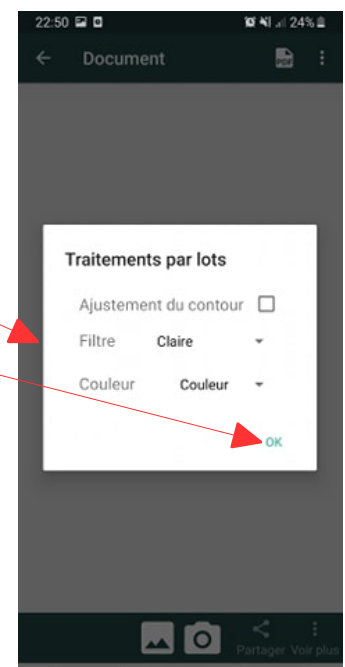 22:50 24%
Document PDF
Traitements par lots
Ajustement du contour
Filtre Claire
Couleur Couleur
OK
Partager Voir plus